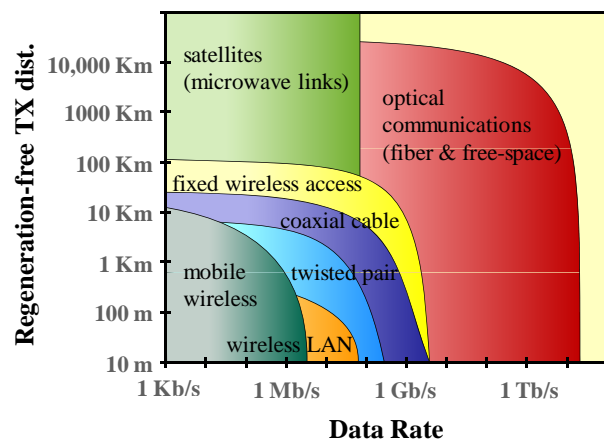 Regeneration-free TX dist.
10,000 Km
1000 Km
100 Km
10 Km
1 Km
100 m
10 m
satellites
(microwave links)
optical
communications
(fiber & free-space)
fixed wireless access
coaxial cable
twisted pair
mobile
wireless
wireless LAN
1 Kb/s
1 Mb/s
1 Gb/s
1 Tb/s
Data Rate